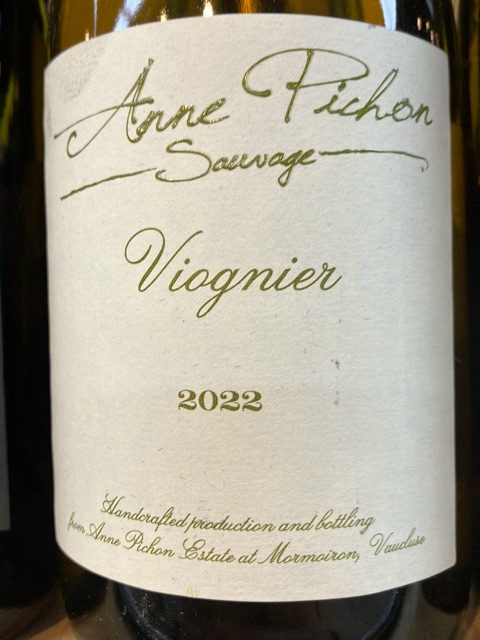 Anne Pichon
Sauvage
Viognier
2022
Handcrafted production and bottling
from Anne Pichon Estate at Mormoiron, Vaucluse